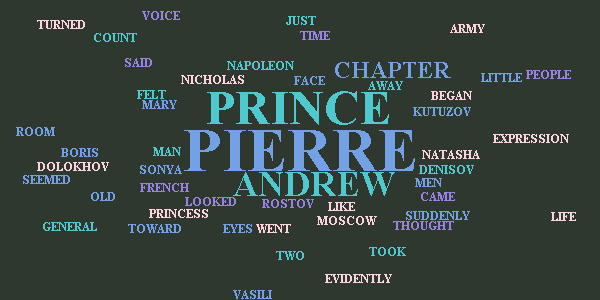 VOICE
TURNED
JUST
COUNT
TIME
ARMY
SAID
NAPOLEON
NICHOLAS
FACE
CHAPTER
AWAY
LITTLE
PEOPLE
FELT
MARY
PRINCE
BEGAN
KUTUZOV
ROOM
EXPRESSION
BORIS
MAN
PIERRE
NATASHA
DOLOKHOV
SONYA
DENISOV
SEEMED
FRENCH
ANDREW
MEN
OLD
LOOKED
ROSTOV
CAME
PRINCESS
LIKE
SUDDENLY
LIFE
MOSCOW
GENERAL
TOWARD
EYES
WENT
THOUGHT
TWO
TOOK
EVIDENTLY
VASILI